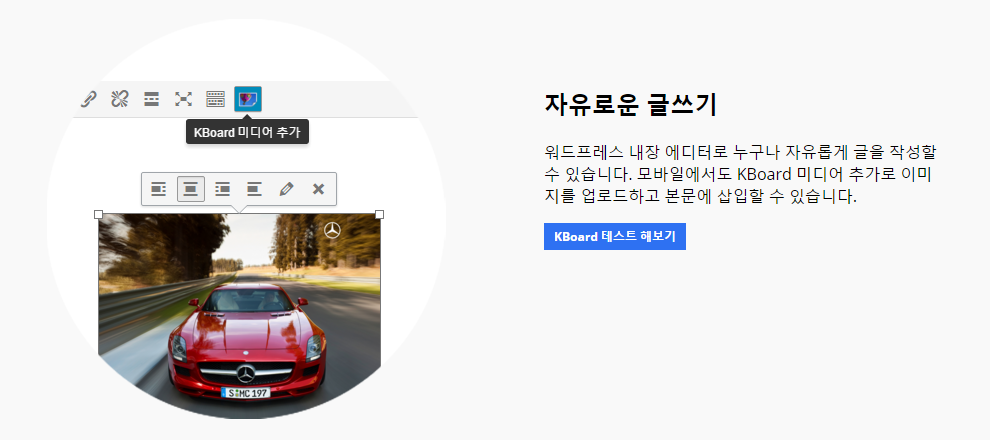 KBoard 미디어 추가
S MC 197
자유로운 글쓰기
워드프레스 내장 에디터로 누구나 자유롭게 글을 작성할
수 있습니다. 모바일에서도 KBoard 미디어 추가로 이미
지를 업로드하고 본문에 삽입할 수 있습니다.
KBoard 테스트 해보기